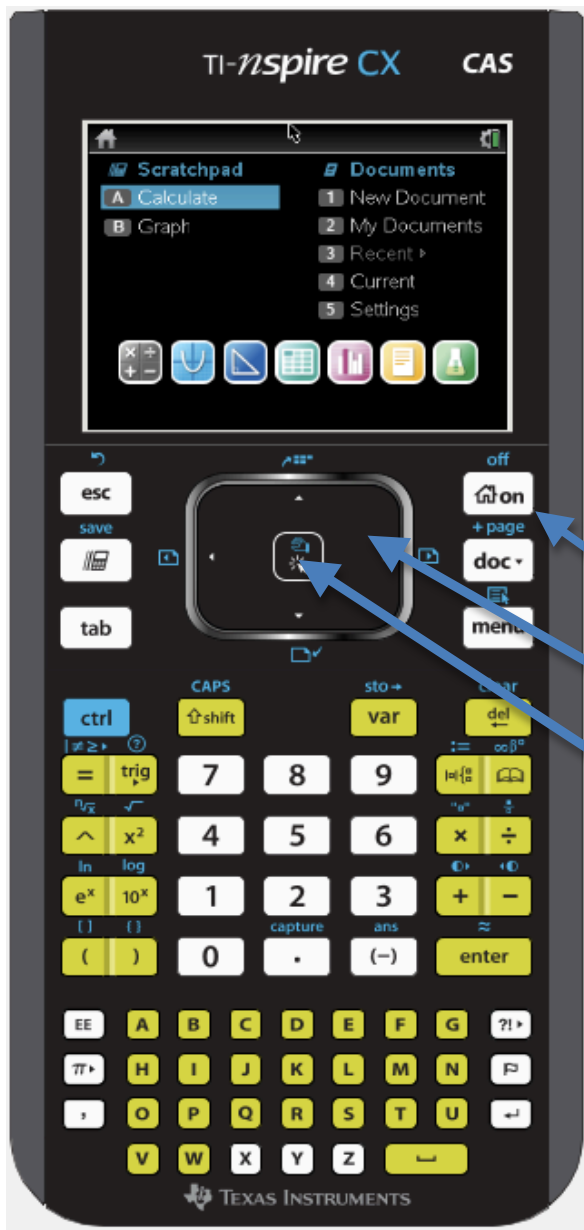 TI-nspire CX CAS
Scratchpad Documents
A Calculate 1 New Document
B Graph 2 My Documents
3 Recent ▸
4 Current
5 Settings
off
esc on
save + page
doc ▾
tab menu
CAPS sto→ clear
ctrl ⇧shift var del
|≠≥▸ ? := ∞β°
= trig 7 8 9
ⁿ√x √ "□"
^ x² 4 5 6 × ÷
ln log
eˣ 10ˣ 1 2 3 + −
[ ] { } capture ans ≈
( ) 0 . (−) enter
EE A B C D E F G ?!▸
π▸ H I J K L M N
, O P Q R S T U ↵
V W X Y Z
TEXAS INSTRUMENTS